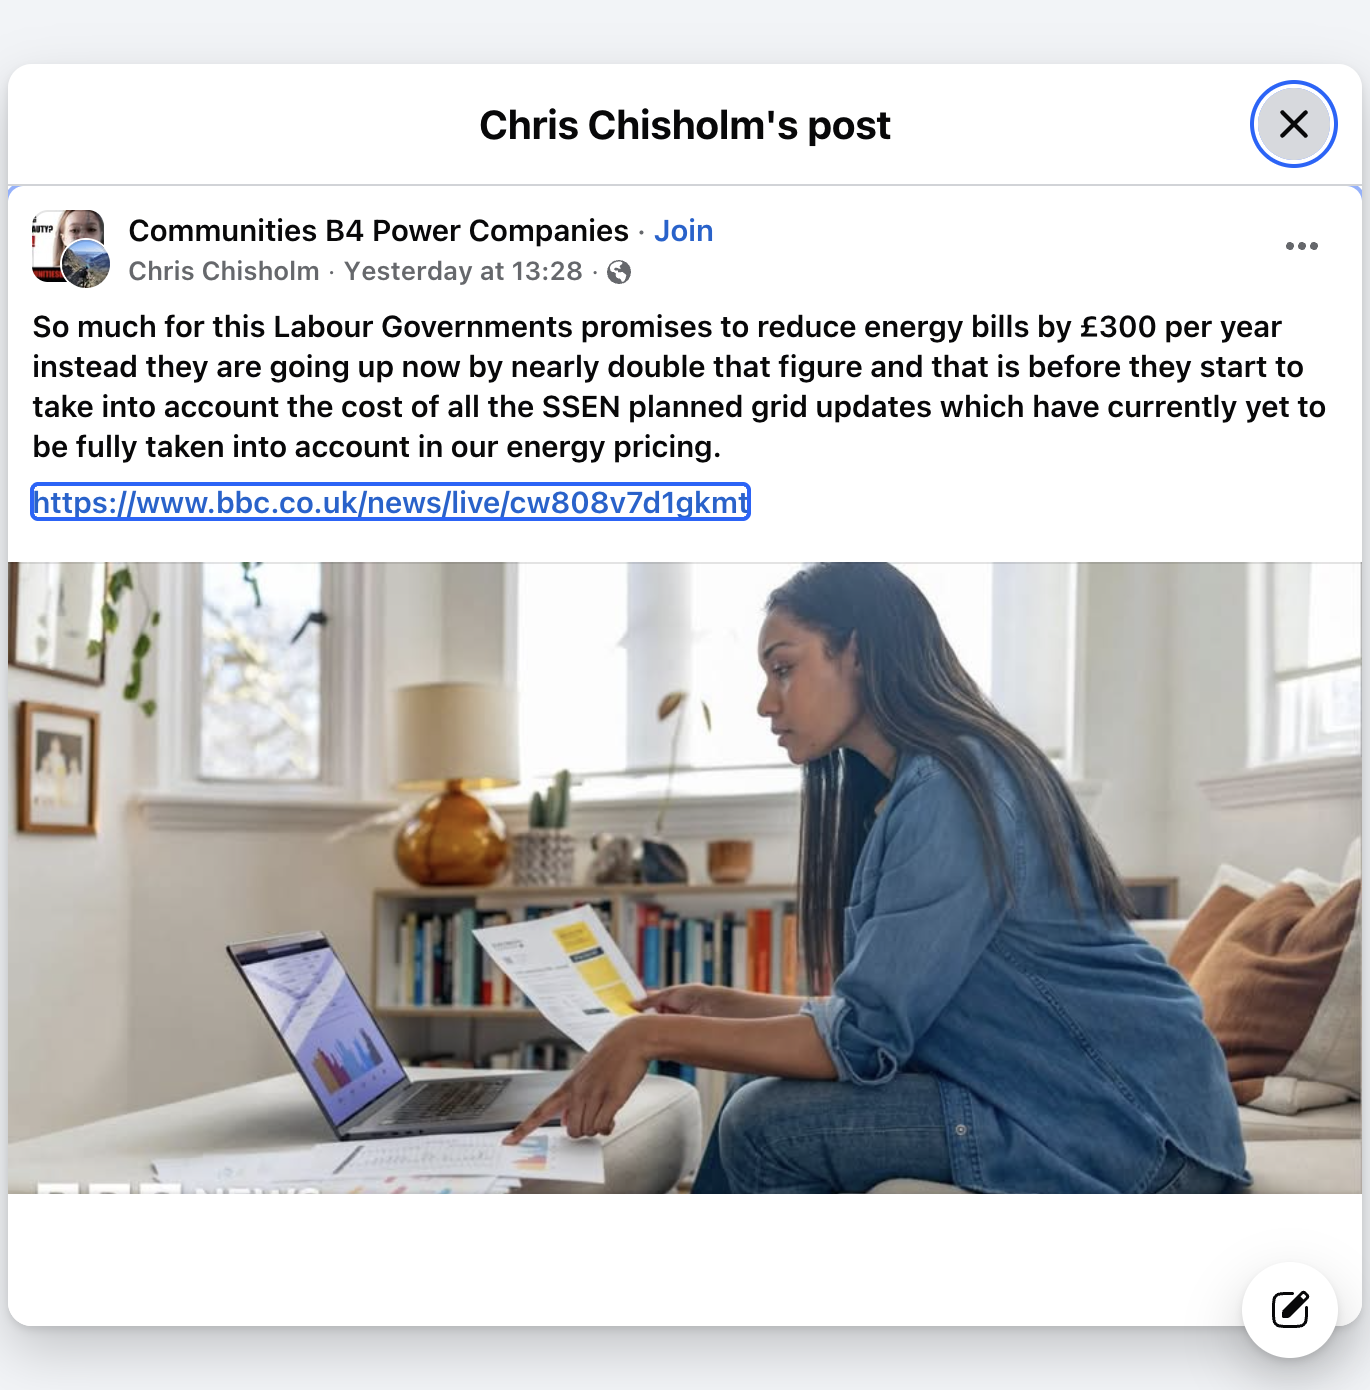 Chris Chisholm's post
Communities B4 Power Companies · Join
Chris Chisholm · Yesterday at 13:28 ·
So much for this Labour Governments promises to reduce energy bills by £300 per year
instead they are going up now by nearly double that figure and that is before they start to
take into account the cost of all the SSEN planned grid updates which have currently yet to
be fully taken into account in our energy pricing.
https://www.bbc.co.uk/news/live/cw808v7d1gkmt